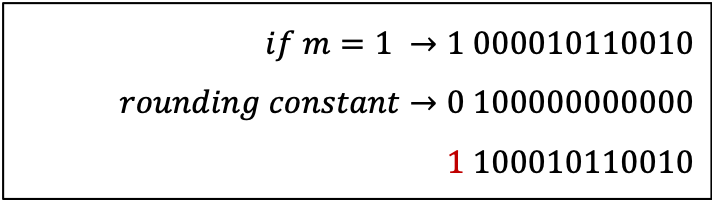 if m = 1 → 1 000010110010
rounding constant → 0 100000000000
1 100010110010